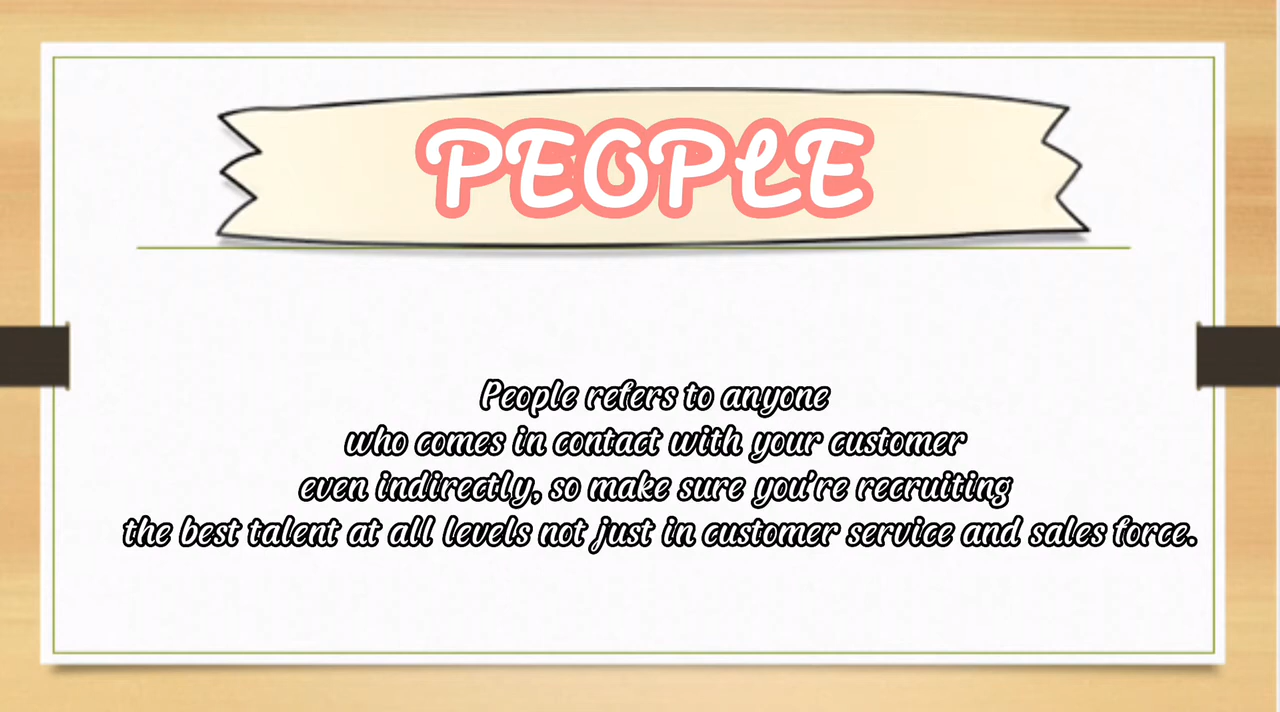 PEOPLE
People refers to anyone
who comes in contact with your customer
even indirectly, so make sure you're recruiting
the best talent at all levels not just in customer service and sales force.